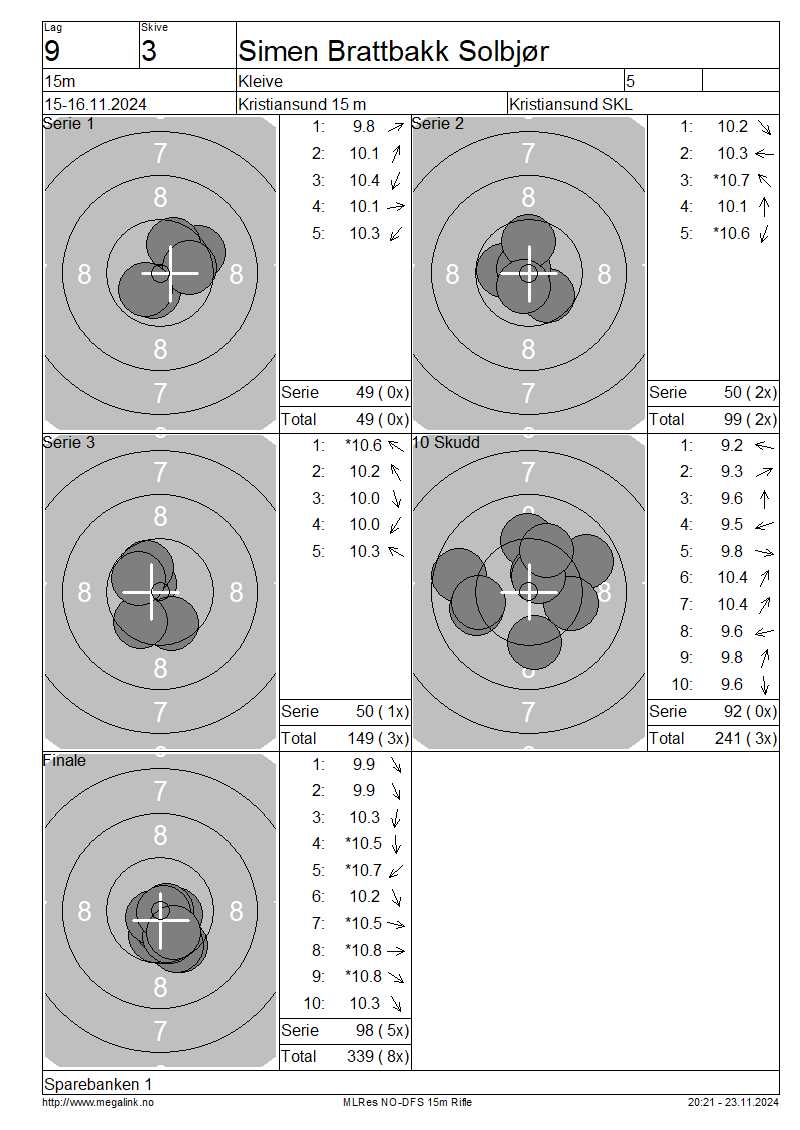 Lag
Skive
9
3
Simen Brattbakk Solbjør
15m
Kleive
5
15-16.11.2024
Kristiansund 15 m
Kristiansund SKL
Serie 1
7
8
8
8
8
7
1: 9.8
2: 10.1
3: 10.4
4: 10.1
5: 10.3
Serie 49 ( 0x)
Total 49 ( 0x)
Serie 2
7
8
8
8
8
7
1: 10.2
2: 10.3
3: *10.7
4: 10.1
5: *10.6
Serie 50 ( 2x)
Total 99 ( 2x)
Serie 3
7
8
8
8
8
7
1: *10.6
2: 10.2
3: 10.0
4: 10.0
5: 10.3
Serie 50 ( 1x)
Total 149 ( 3x)
10 Skudd
7
8
8
8
7
1: 9.2
2: 9.3
3: 9.6
4: 9.5
5: 9.8
6: 10.4
7: 10.4
8: 9.6
9: 9.8
10: 9.6
Serie 92 ( 0x)
Total 241 ( 3x)
Finale
7
8
8
8
8
7
1: 9.9
2: 9.9
3: 10.3
4: *10.5
5: *10.7
6: 10.2
7: *10.5
8: *10.8
9: *10.8
10: 10.3
Serie 98 ( 5x)
Total 339 ( 8x)
Sparebanken 1
http://www.megalink.no
MLRes NO-DFS 15m Rifle
20:21 - 23.11.2024